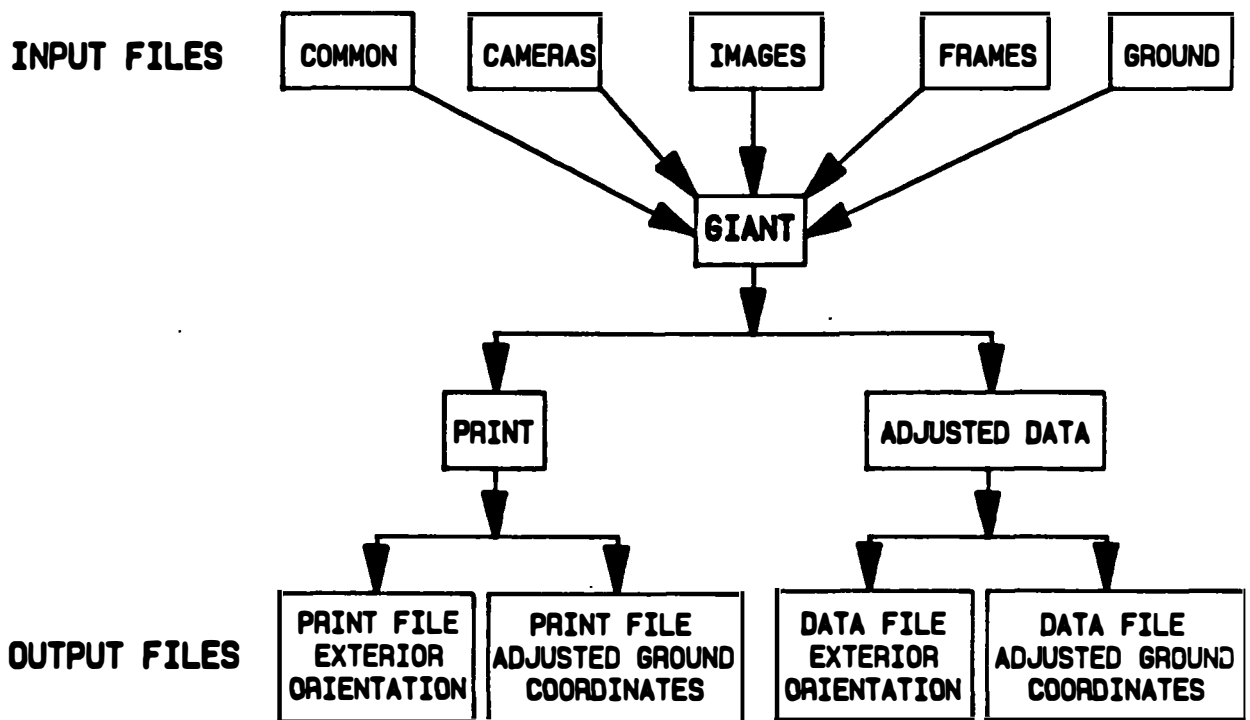 INPUT FILES
COMMON
CAMERAS
IMAGES
FRAMES
GROUND
GIANT
PRINT
ADJUSTED DATA
OUTPUT FILES
PRINT FILE
EXTERIOR
ORIENTATION
PRINT FILE
ADJUSTED GROUND
COORDINATES
DATA FILE
EXTERIOR
ORIENTATION
DATA FILE
ADJUSTED GROUND
COORDINATES